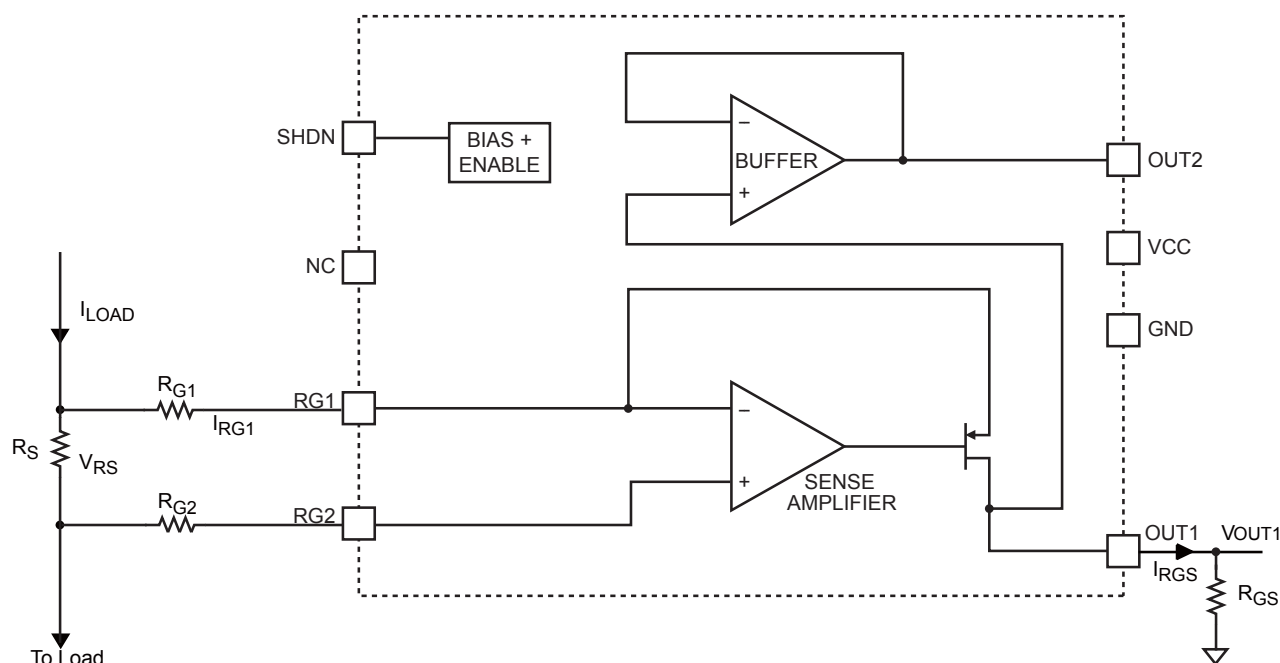 SHDN
BIAS +
ENABLE
−
BUFFER
+
OUT2
NC
VCC
ILOAD
GND
RG1
RG1
IRG1
−
RS
VRS
RG2
RG2
+
SENSE
AMPLIFIER
OUT1
VOUT1
IRGS
RGS
To Load